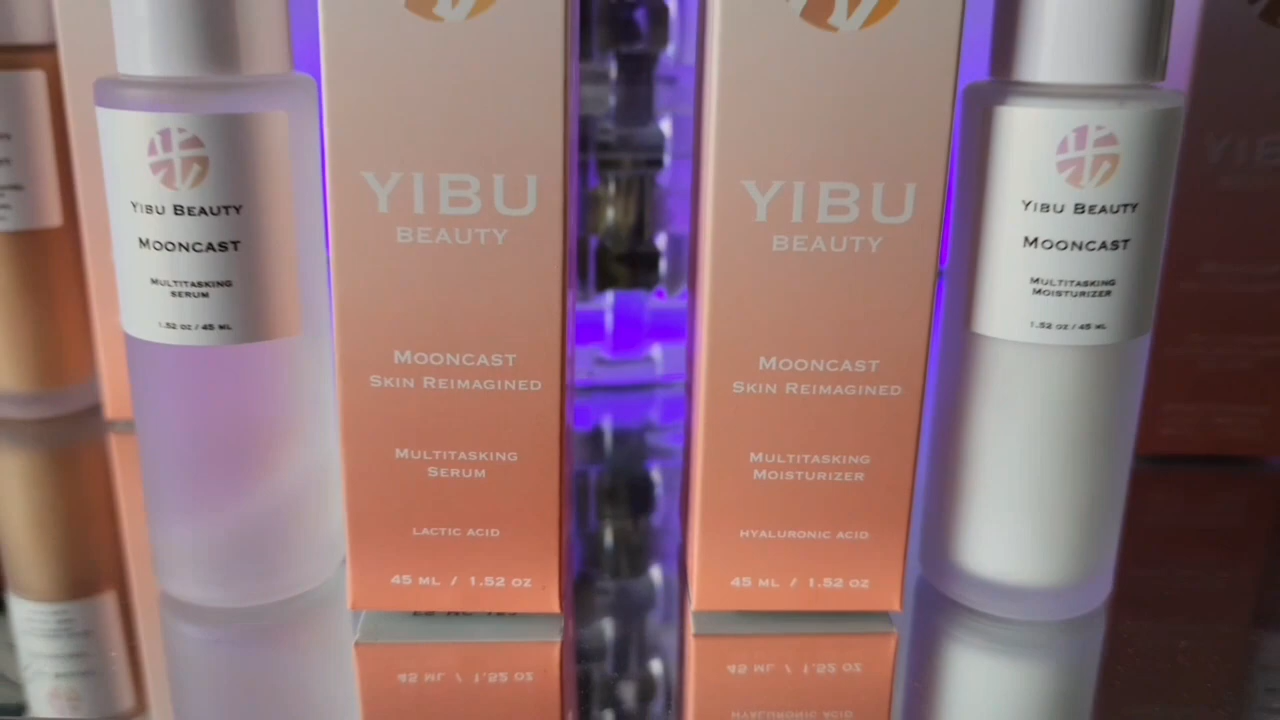 YIBU BEAUTY
MOONCAST
MULTITASKING
SERUM
1.52 OZ / 45 ML
YIBU
BEAUTY
MOONCAST
SKIN REIMAGINED
MULTITASKING
SERUM
LACTIC ACID
45 ML / 1.52 OZ
YIBU
BEAUTY
MOONCAST
SKIN REIMAGINED
MULTITASKING
MOISTURIZER
HYALURONIC ACID
45 ML / 1.52 OZ
YIBU BEAUTY
MOONCAST
MULTITASKING
MOISTURIZER
1.52 OZ / 45 ML